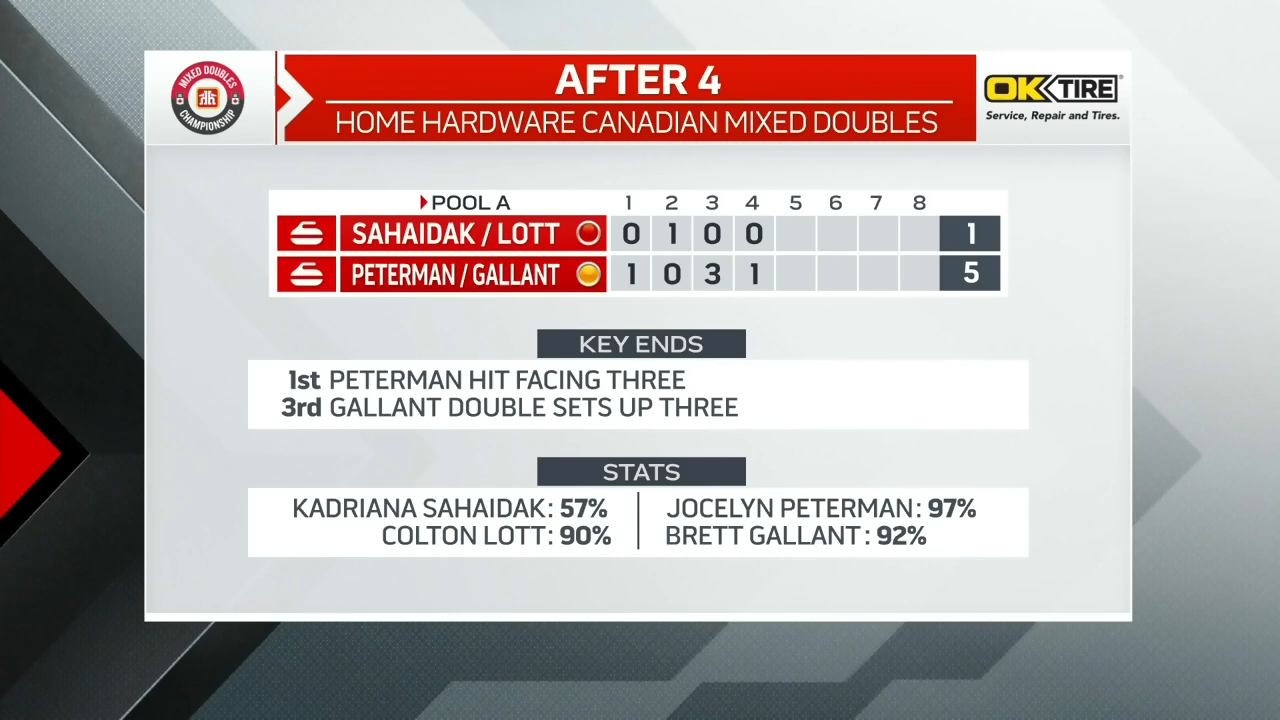 MIXED DOUBLES
CHAMPIONSHIP
AFTER 4
HOME HARDWARE CANADIAN MIXED DOUBLES
OK TIRE
Service, Repair and Tires.
POOL A 1 2 3 4 5 6 7 8
SAHAIDAK / LOTT 0 1 0 0 1
PETERMAN / GALLANT 1 0 3 1 5
KEY ENDS
1st PETERMAN HIT FACING THREE
3rd GALLANT DOUBLE SETS UP THREE
STATS
KADRIANA SAHAIDAK: 57% JOCELYN PETERMAN: 97%
COLTON LOTT: 90% BRETT GALLANT: 92%